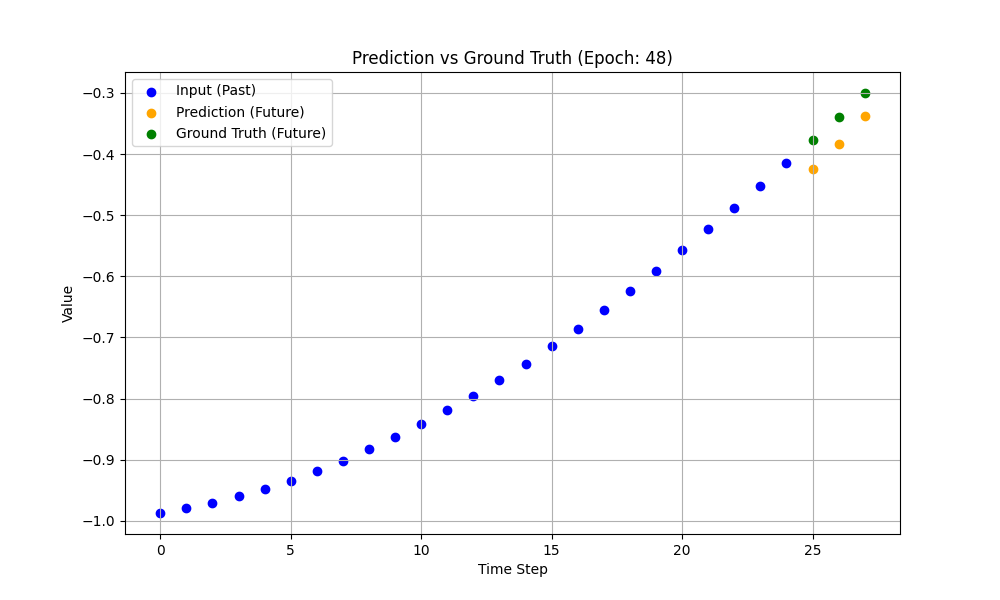 Prediction vs Ground Truth (Epoch: 48)
Input (Past)
Prediction (Future)
Ground Truth (Future)
Value
−0.3
−0.4
−0.5
−0.6
−0.7
−0.8
−0.9
−1.0
0 5 10 15 20 25
Time Step